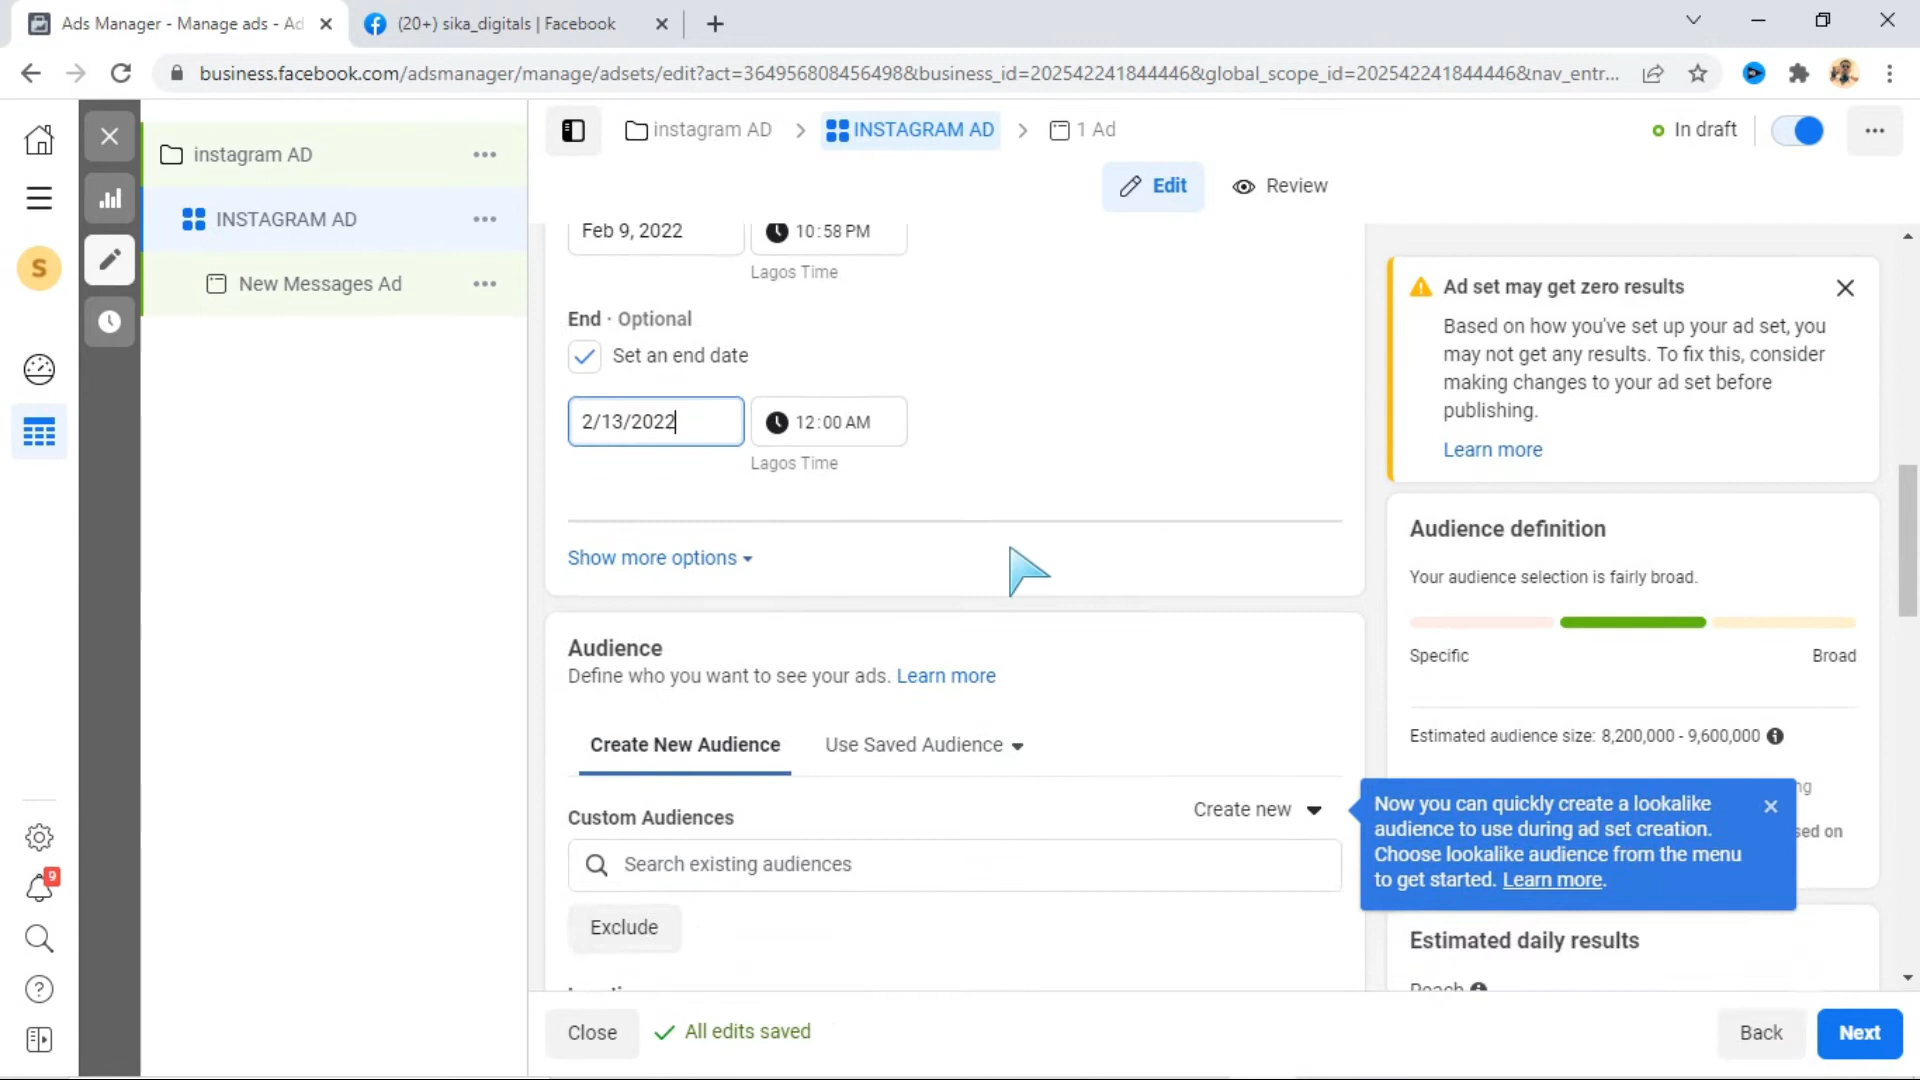 Ads Manager - Manage ads - Ad
(20+) sika_digitals | Facebook
business.facebook.com/adsmanager/manage/adsets/edit?act=364956808456498&business_id=202542241844446&global_scope_id=202542241844446&nav_entr...
instagram AD
INSTAGRAM AD
1 Ad
In draft
Edit
Review
S
instagram AD
INSTAGRAM AD
New Messages Ad
9
Feb 9, 2022
10:58 PM
Lagos Time
End · Optional
Set an end date
2/13/2022
12:00 AM
Lagos Time
Show more options
Audience
Define who you want to see your ads. Learn more
Create New Audience
Use Saved Audience
Custom Audiences
Create new
Search existing audiences
Exclude
Ad set may get zero results
Based on how you've set up your ad set, you
may not get any results. To fix this, consider
making changes to your ad set before
publishing.
Learn more
Audience definition
Your audience selection is fairly broad.
Specific
Broad
Estimated audience size: 8,200,000 - 9,600,000
ng
sed on
Now you can quickly create a lookalike
audience to use during ad set creation.
Choose lookalike audience from the menu
to get started. Learn more.
Estimated daily results
Reach
Close
All edits saved
Back
Next